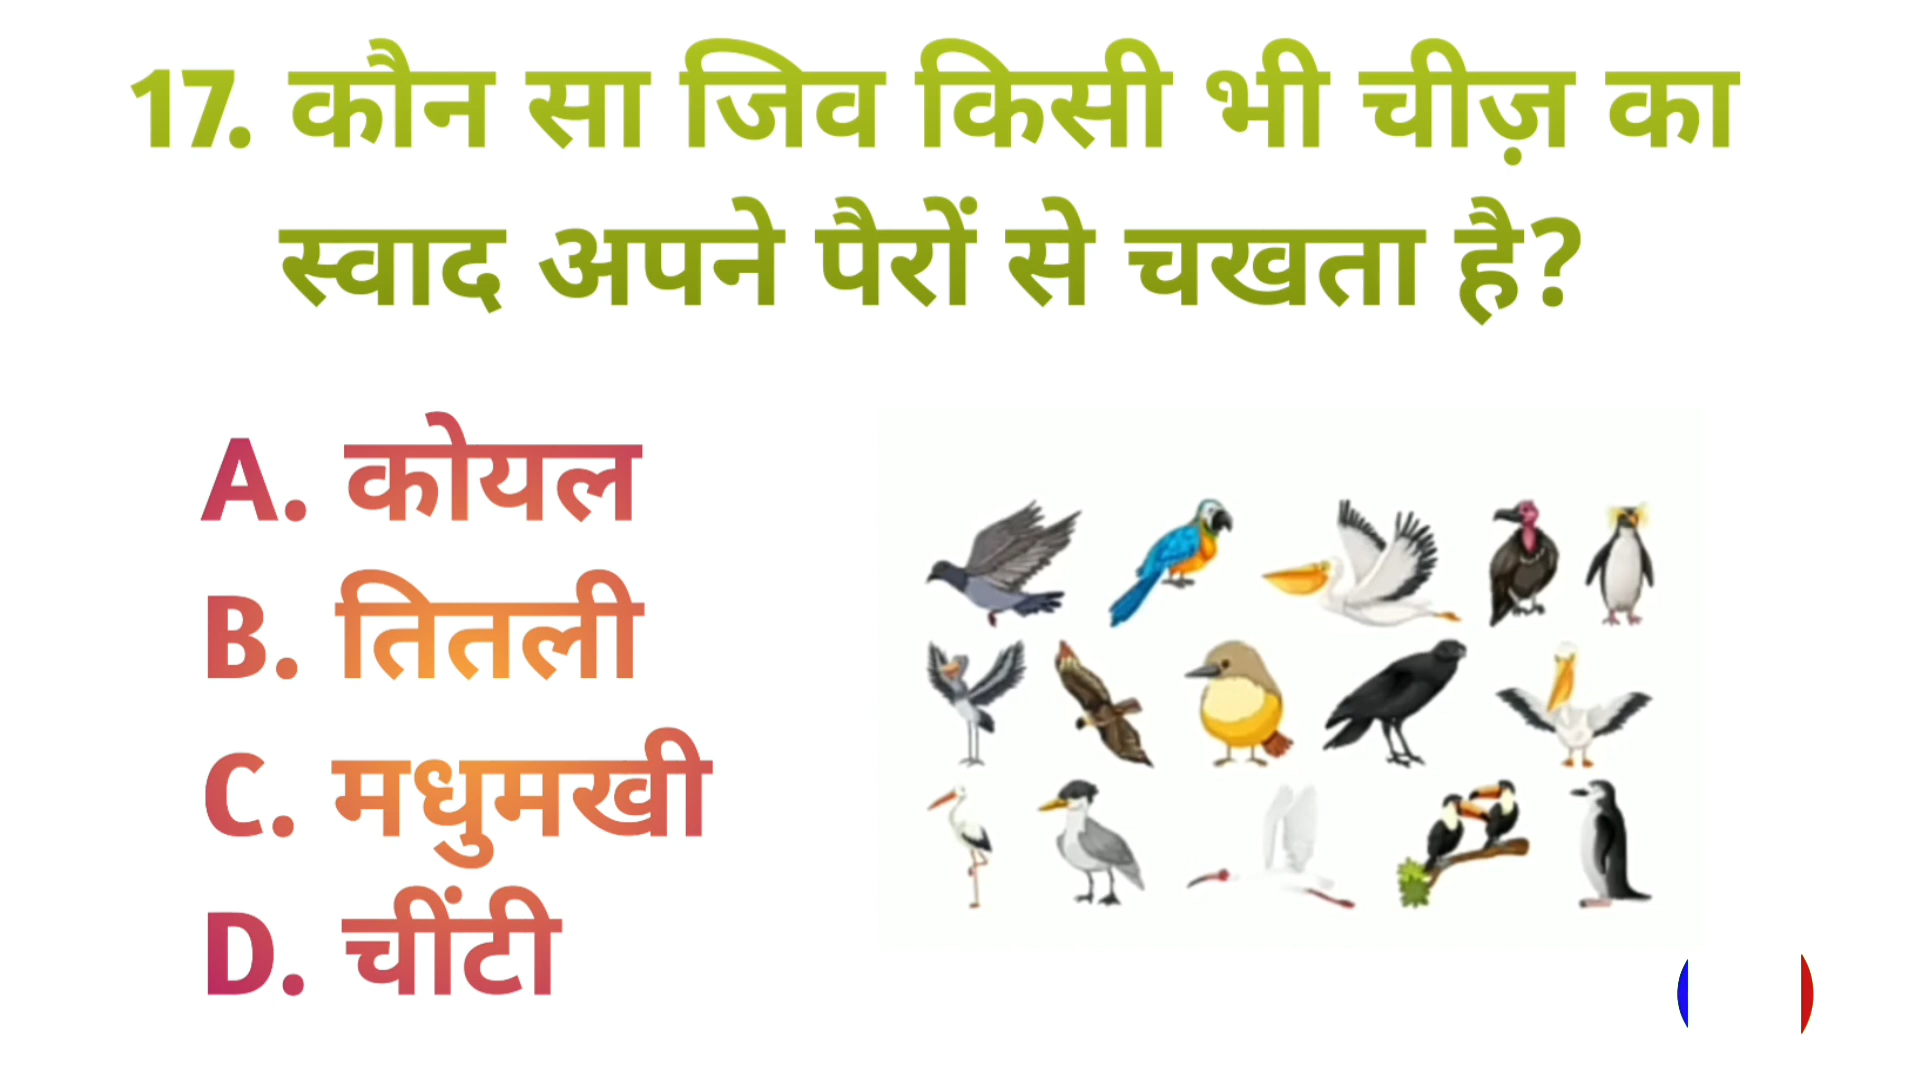 17. कौन सा जिव किसी भी चीज़ का
स्वाद अपने पैरों से चखता है?
A. कोयल
B. तितली
C. मधुमखी
D. चींटी